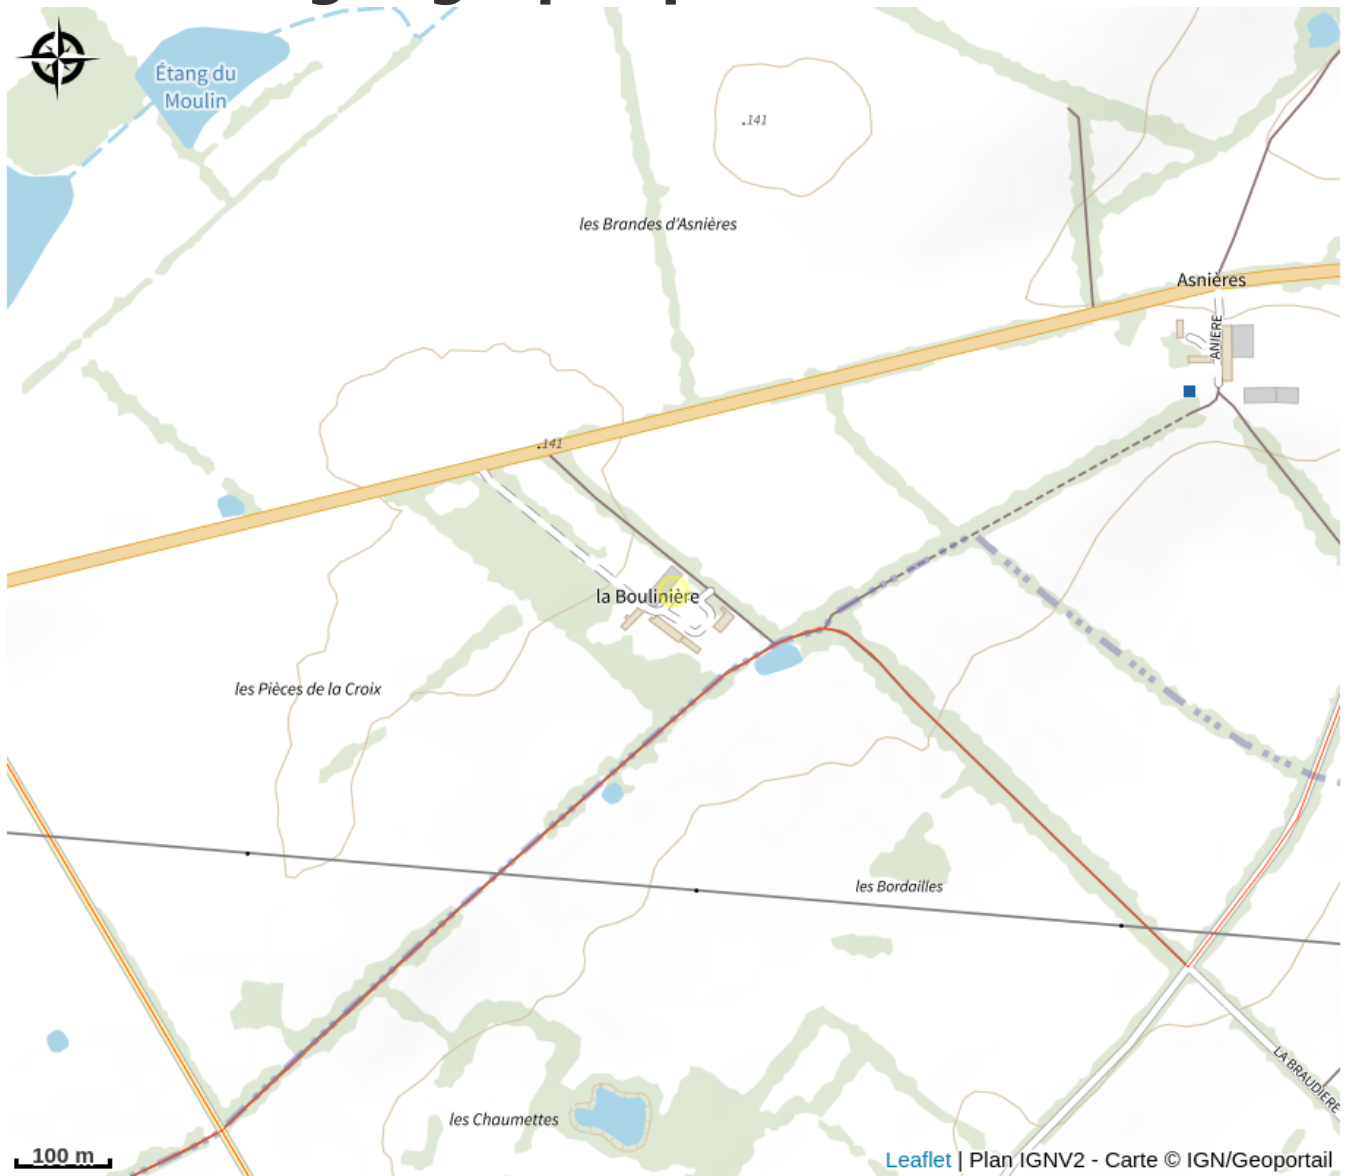 Étang du
Moulin
.141
les Brandes d'Asnières
Asnières
ANIERE
.141
la Boulinière
les Pièces de la Croix
les Bordailles
LA BRAUDIERE
les Chaumettes
100 m
Leaflet | Plan IGNV2 - Carte © IGN/Geoportail